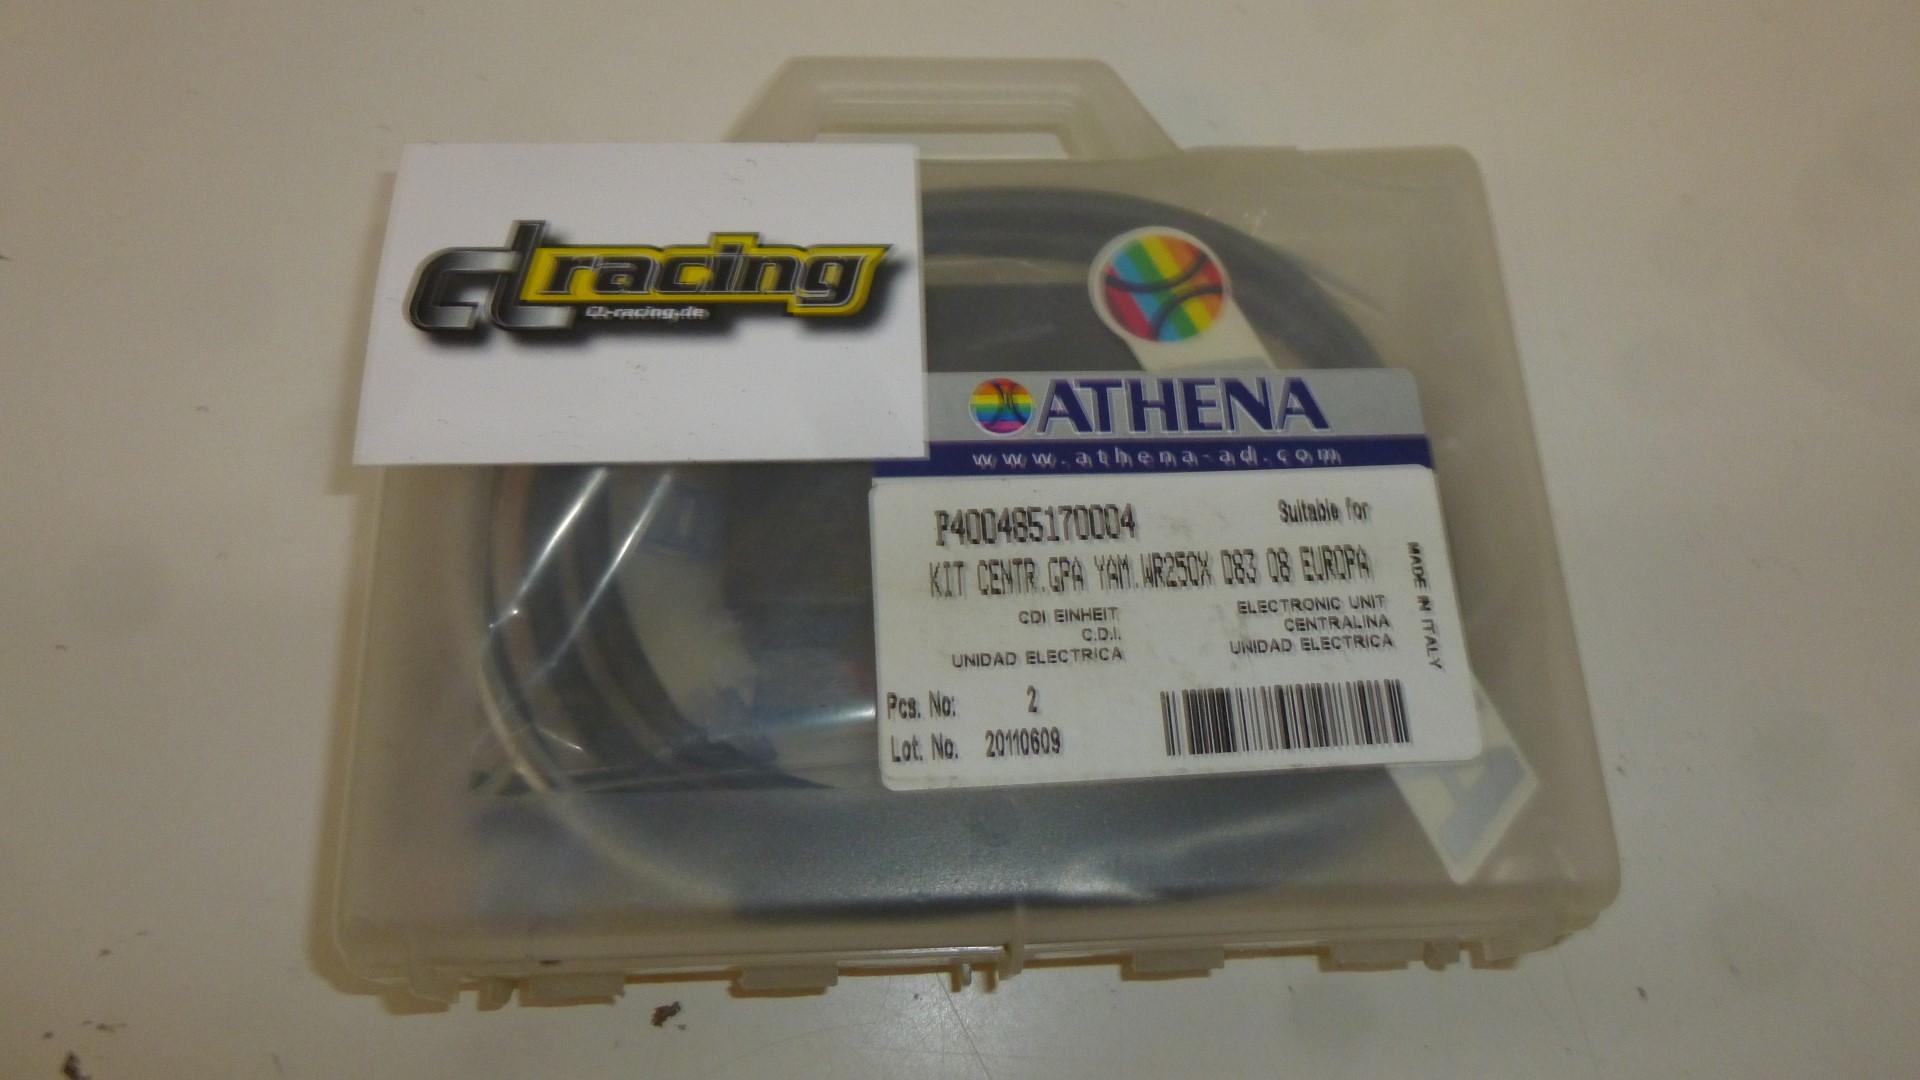 cl racing
CL-racing.de
ATHENA
www.athena-ad.com
P400485170004
Suitable for
KIT CENTR.GPA YAM.WR250X D83 08 EUROPA
CDI EINHEIT
C.D.I.
UNIDAD ELECTRICA
ELECTRONIC UNIT
CENTRALINA
UNIDAD ELECTRICA
MADE IN ITALY
Pcs. No: 2
Lot. No. 20110609
A